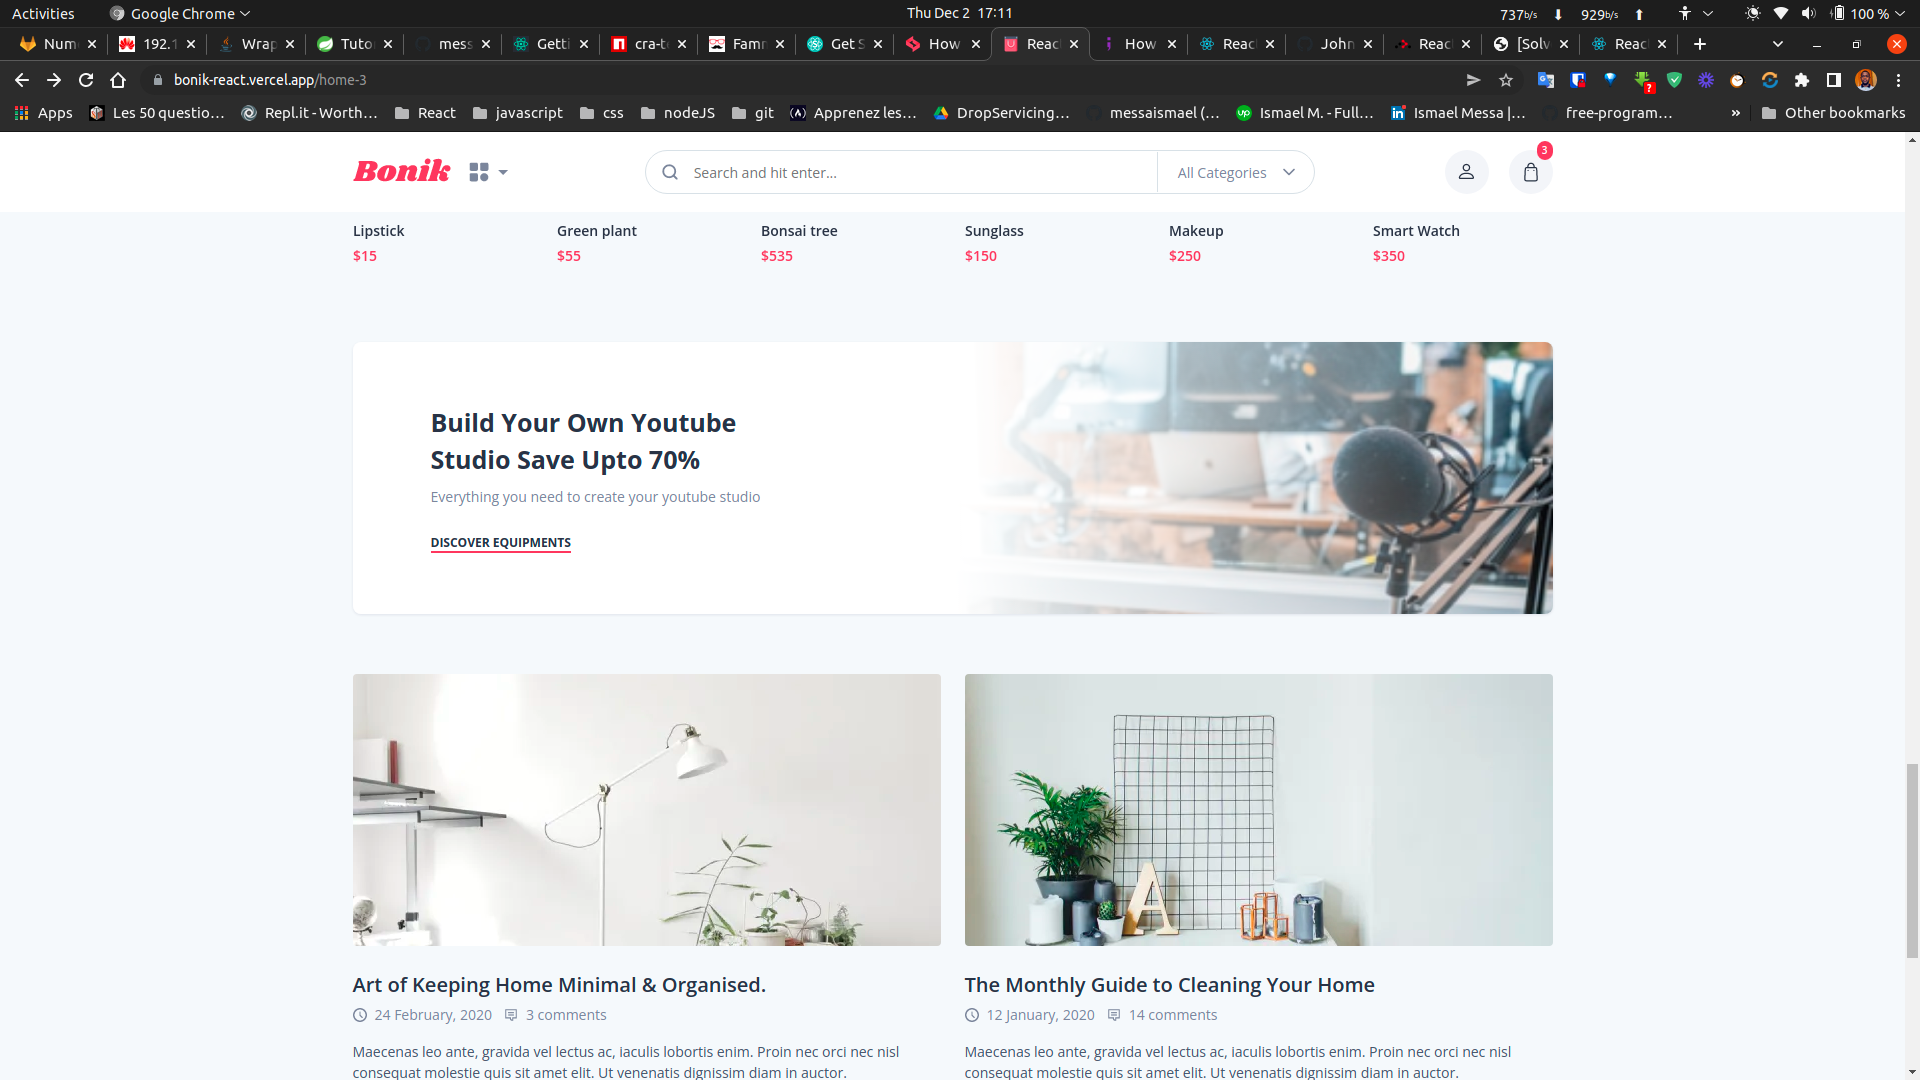 Activities
Google Chrome
Thu Dec 2 17:11
737b/s
929b/s
100 %
Num
192.1
Wrap
Tuto
mess
Getti
cra-t
Famr
Get S
How
Reac
How
Reac
John
Reac
[Solv
Reac
bonik-react.vercel.app/home-3
Apps
Les 50 questio...
Repl.it - Worth...
React
javascript
css
nodeJS
git
Apprenez les...
DropServicing...
messaismael (...
Ismael M. - Full...
Ismael Messa |...
free-program...
»
Other bookmarks
Bonik
Search and hit enter...
All Categories
3
Lipstick
Green plant
Bonsai tree
Sunglass
Makeup
Smart Watch
$15
$55
$535
$150
$250
$350
Build Your Own Youtube
Studio Save Upto 70%
Everything you need to create your youtube studio
DISCOVER EQUIPMENTS
A
Art of Keeping Home Minimal & Organised.
24 February, 2020
3 comments
Maecenas leo ante, gravida vel lectus ac, iaculis lobortis enim. Proin nec orci nec nisl
consequat molestie quis sit amet elit. Ut venenatis dignissim diam in auctor.
The Monthly Guide to Cleaning Your Home
12 January, 2020
14 comments
Maecenas leo ante, gravida vel lectus ac, iaculis lobortis enim. Proin nec orci nec nisl
consequat molestie quis sit amet elit. Ut venenatis dignissim diam in auctor.